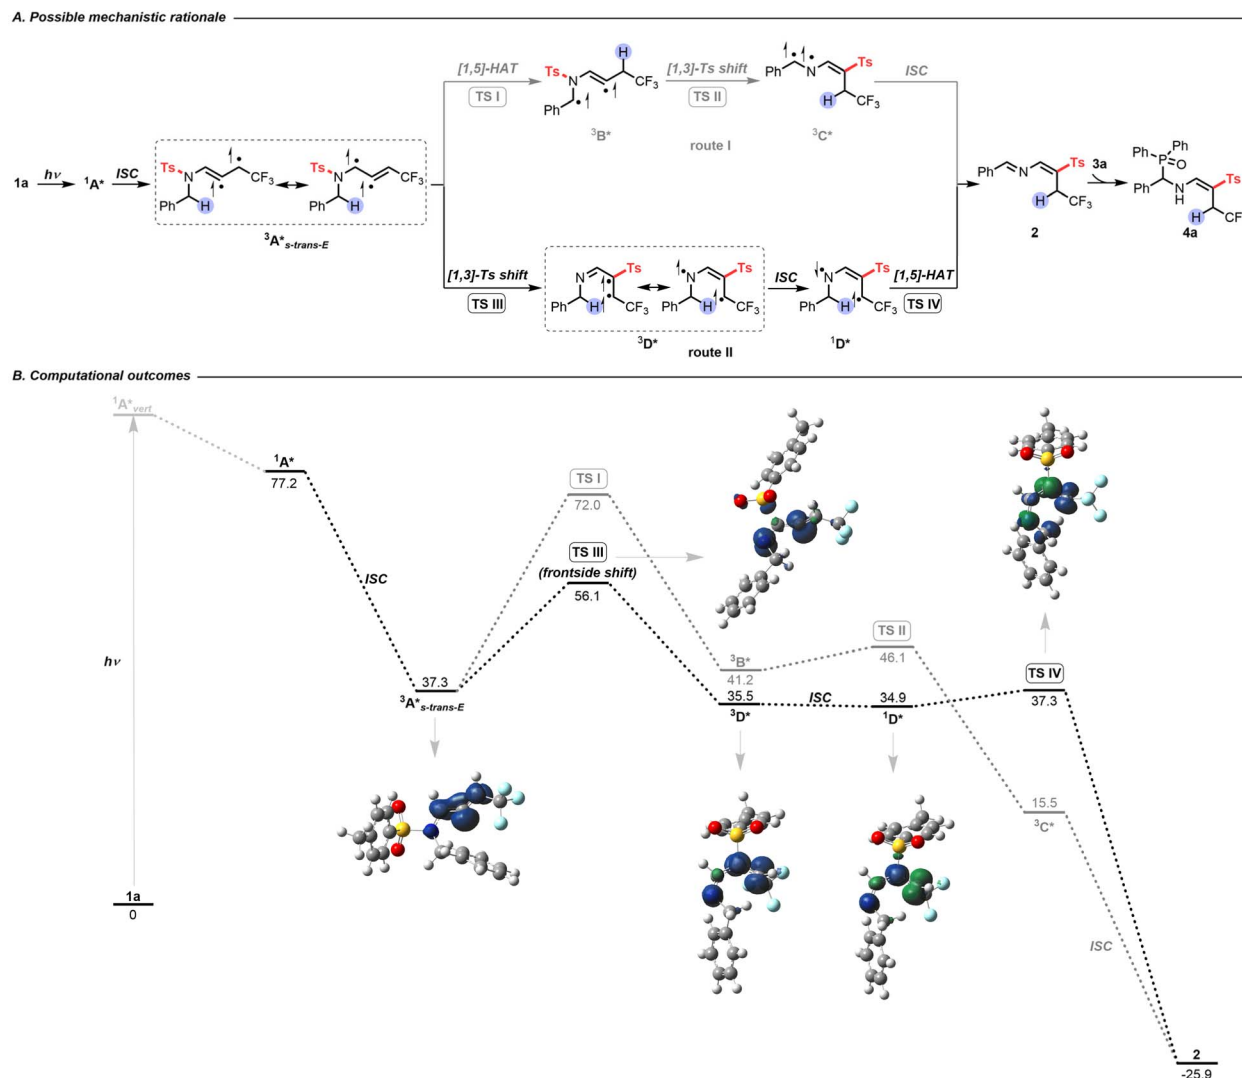 A. Possible mechanistic rationale
[1,5]-HAT
TS I
Ts
N
H
CF3
Ph
3B*
[1,3]-Ts shift
TS II
route I
Ph
N
Ts
H
CF3
3C*
ISC
1a
hν
1A*
ISC
Ts
N
CF3
Ph
H
Ts
N
CF3
Ph
H
3A*s-trans-E
Ph
N
Ts
H
CF3
2
3a
Ph
Ph
P
O
Ts
Ph
N
H
H
CF
4a
[1,3]-Ts shift
TS III
N
Ts
Ph
H
CF3
N
Ts
Ph
H
CF3
3D*
route II
ISC
N
Ts
Ph
H
CF3
1D*
[1,5]-HAT
TS IV
B. Computational outcomes
1A*vert
1A*
77.2
TS I
72.0
TS III
(frontside shift)
56.1
ISC
hν
37.3
3A*s-trans-E
3B*
41.2
35.5
3D*
ISC
TS II
46.1
34.9
1D*
TS IV
37.3
15.5
3C*
ISC
1a
0
2
-25.9